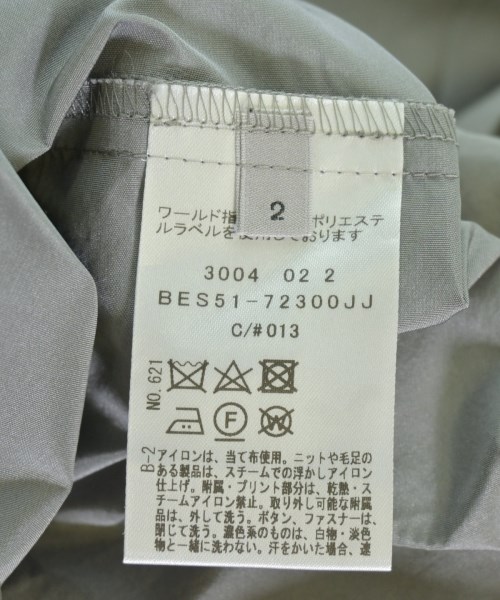 2
ワールド指 ポリエステ
ルラベルを使用しております
3004 02 2
BES51-72300JJ
C/#013
NO.621
F
W
B-2
アイロンは、当て布使用。ニットや毛足の
ある製品は、スチームでの浮かしアイロン
仕上げ。附属・プリント部分は、乾熱・ス
チームアイロン禁止。取り外し可能な附属
品は、外して洗う。ボタン、ファスナーは、
閉じて洗う。濃色系のものは、白物・淡色
物と一緒に洗わない。汗をかいた場合、速